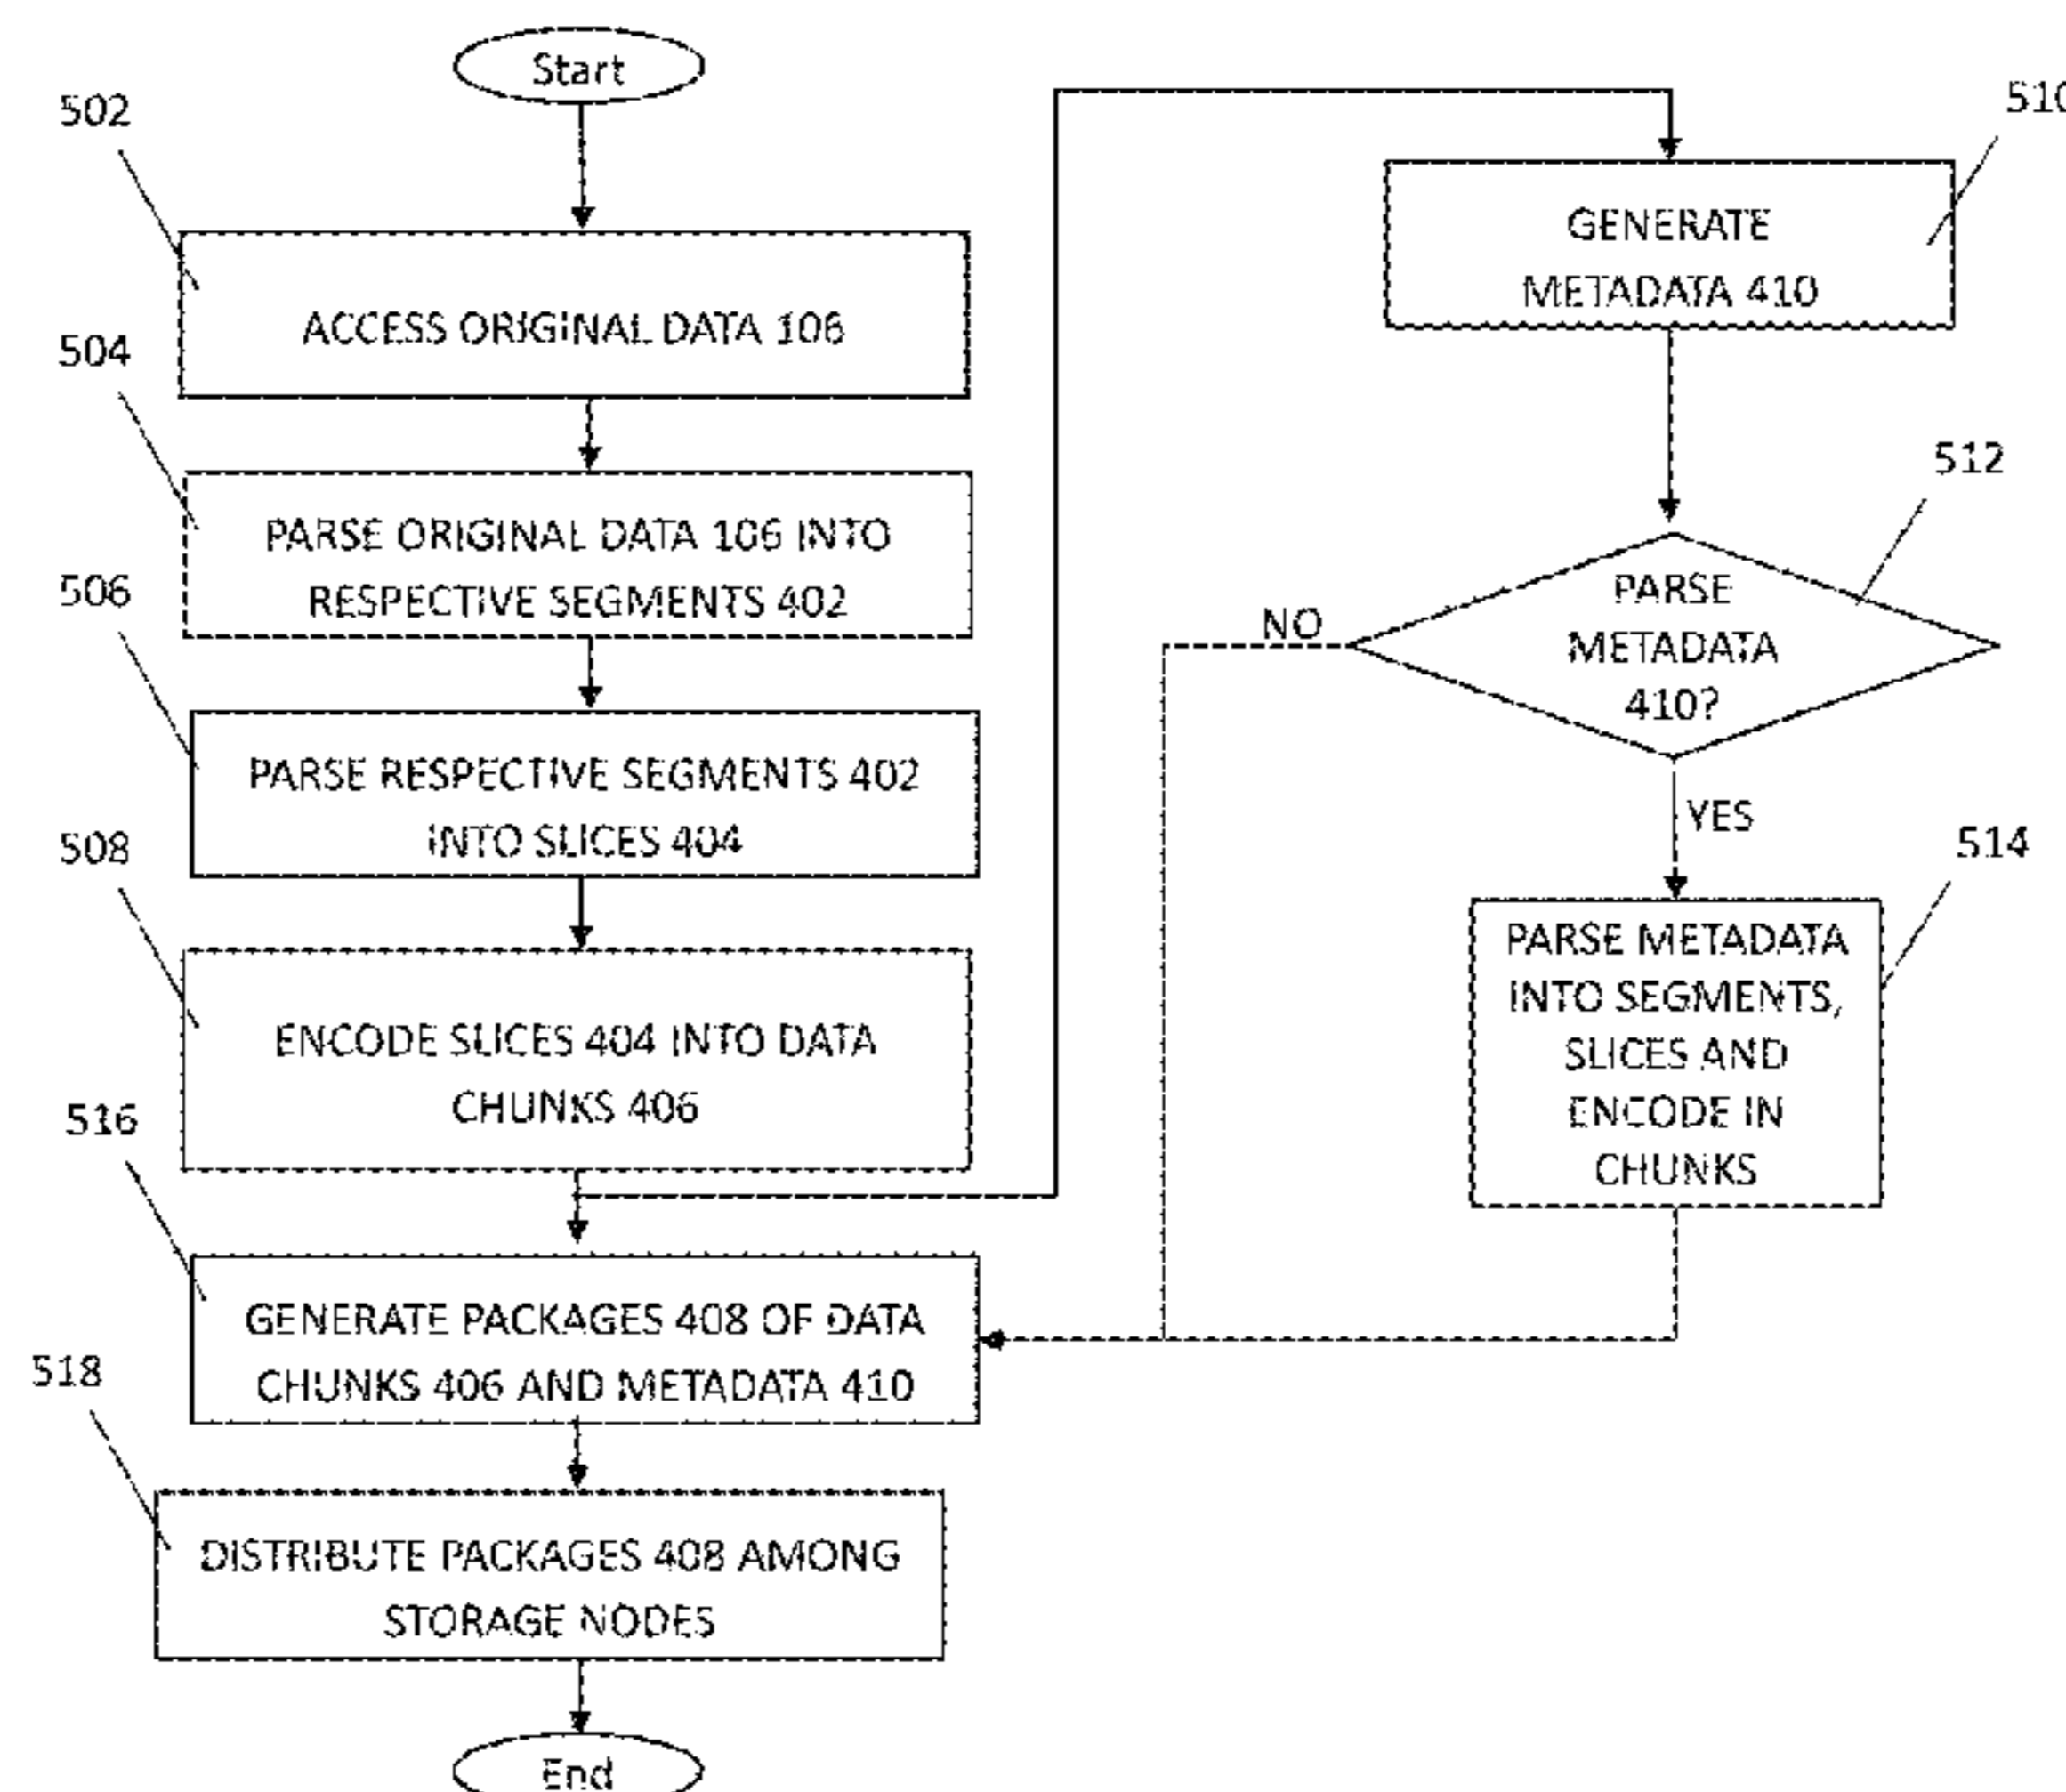 Start
502
ACCESS ORIGINAL DATA 106
504
PARSE ORIGINAL DATA 106 INTO
RESPECTIVE SEGMENTS 402
506
PARSE RESPECTIVE SEGMENTS 402
INTO SLICES 404
508
ENCODE SLICES 404 INTO DATA
CHUNKS 406
516
GENERATE PACKAGES 408 OF DATA
CHUNKS 406 AND METADATA 410
518
DISTRIBUTE PACKAGES 408 AMONG
STORAGE NODES
End
510
GENERATE
METADATA 410
512
PARSE
METADATA
410?
NO
YES
514
PARSE METADATA
INTO SEGMENTS,
SLICES AND
ENCODE IN
CHUNKS